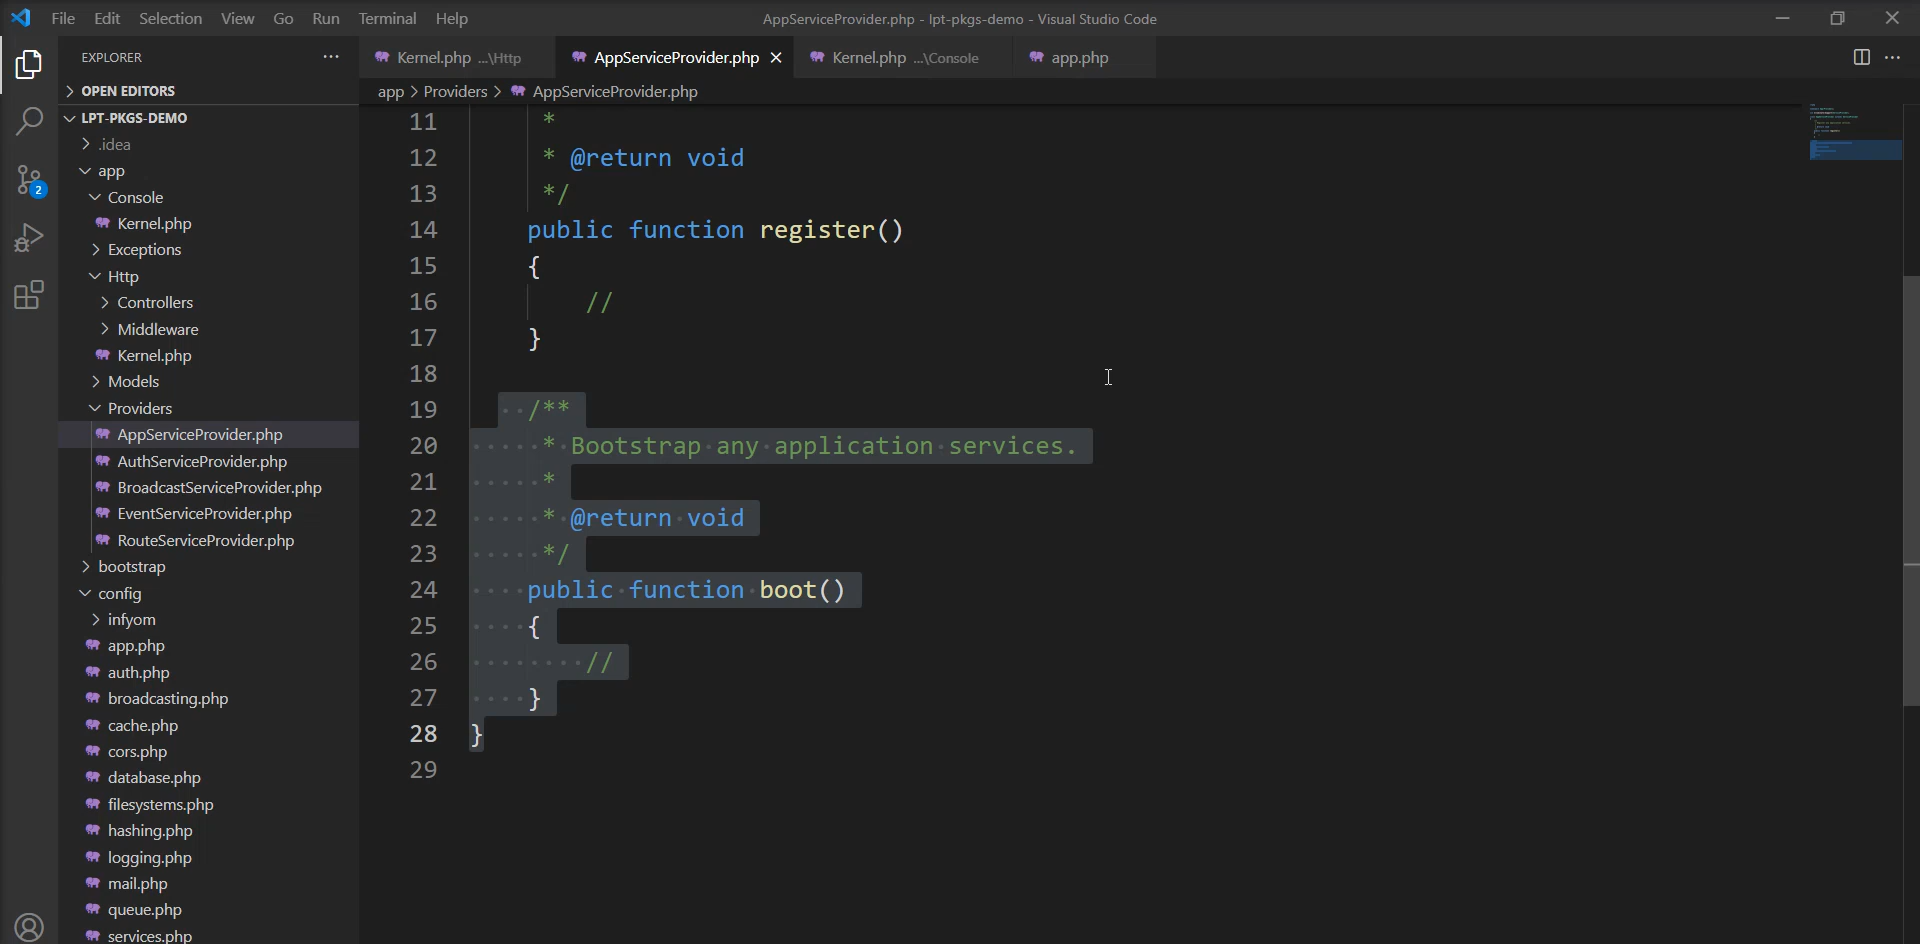 File Edit Selection View Go Run Terminal Help
AppServiceProvider.php - lpt-pkgs-demo - Visual Studio Code
EXPLORER
OPEN EDITORS
LPT-PKGS-DEMO
.idea
app
Console
Kernel.php
Exceptions
Http
Controllers
Middleware
Kernel.php
Models
Providers
AppServiceProvider.php
AuthServiceProvider.php
BroadcastServiceProvider.php
EventServiceProvider.php
RouteServiceProvider.php
bootstrap
config
infyom
app.php
auth.php
broadcasting.php
cache.php
cors.php
database.php
filesystems.php
hashing.php
logging.php
mail.php
queue.php
services.php
2
Kernel.php ...\Http AppServiceProvider.php Kernel.php ...\Console app.php
app > Providers > AppServiceProvider.php
11 *
12 * @return void
13 */
14 public function register()
15 {
16 //
17 }
18
19 /**
20 * Bootstrap any application services.
21 *
22 * @return void
23 */
24 public function boot()
25 {
26 //
27 }
28 }
29